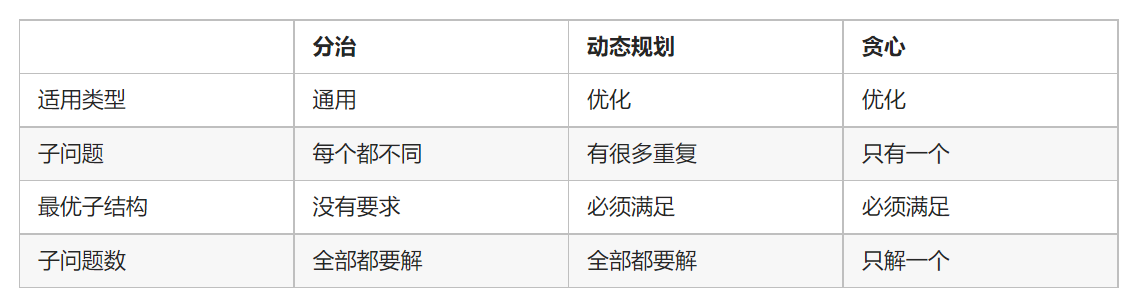 分治 动态规划 贪心
适用类型 通用 优化 优化
子问题 每个都不同 有很多重复 只有一个
最优子结构 没有要求 必须满足 必须满足
子问题数 全部都要解 全部都要解 只解一个